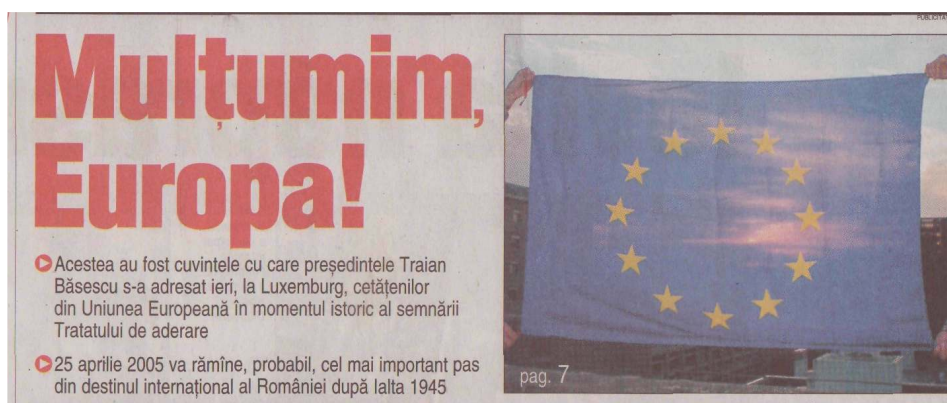 PUBLICITAT
Mulțumim,
Europa!
Acestea au fost cuvintele cu care președintele Traian
Băsescu s-a adresat ieri, la Luxemburg, cetățenilor
din Uniunea Europeană în momentul istoric al semnării
Tratatului de aderare
25 aprilie 2005 va rămîne, probabil, cel mai important pas
din destinul internațional al României după Ialta 1945
pag. 7